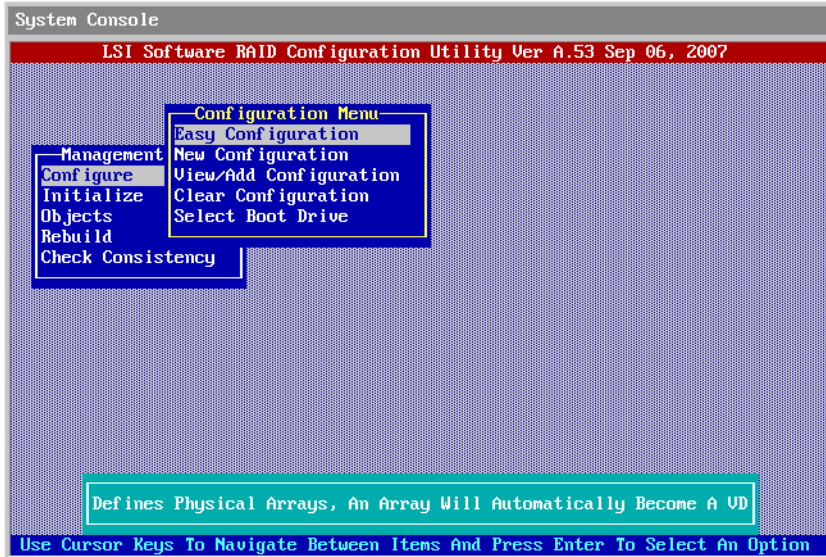 System Console
LSI Software RAID Configuration Utility Ver A.53 Sep 06, 2007
Configuration Menu
Easy Configuration
New Configuration
View/Add Configuration
Clear Configuration
Select Boot Drive
Management
Configure
Initialize
Objects
Rebuild
Check Consistency
Defines Physical Arrays, An Array Will Automatically Become A VD
Use Cursor Keys To Navigate Between Items And Press Enter To Select An Option